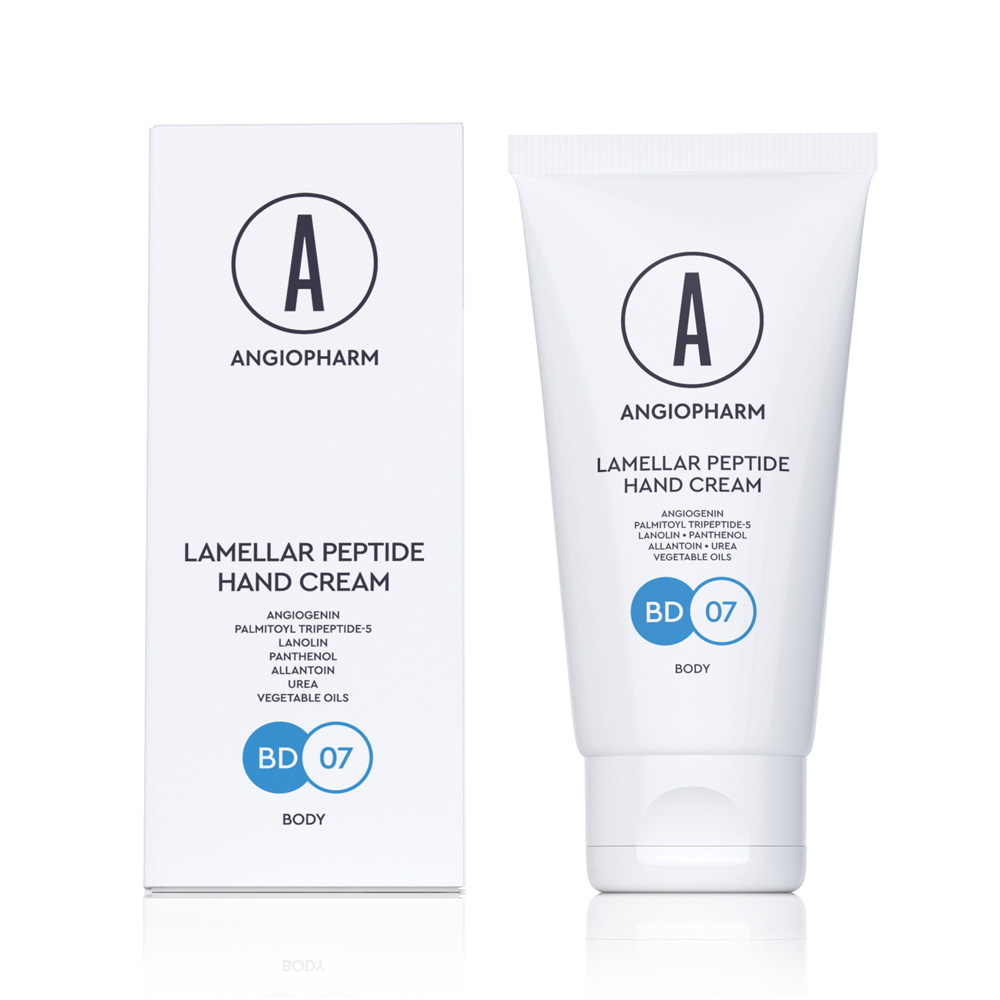 A
ANGIOPHARM
LAMELLAR PEPTIDE
HAND CREAM
ANGIOGENIN
PALMITOYL TRIPEPTIDE-5
LANOLIN
PANTHENOL
ALLANTOIN
UREA
VEGETABLE OILS
BD 07
BODY
A
ANGIOPHARM
LAMELLAR PEPTIDE
HAND CREAM
ANGIOGENIN
PALMITOYL TRIPEPTIDE-5
LANOLIN • PANTHENOL
ALLANTOIN • UREA
VEGETABLE OILS
BD 07
BODY